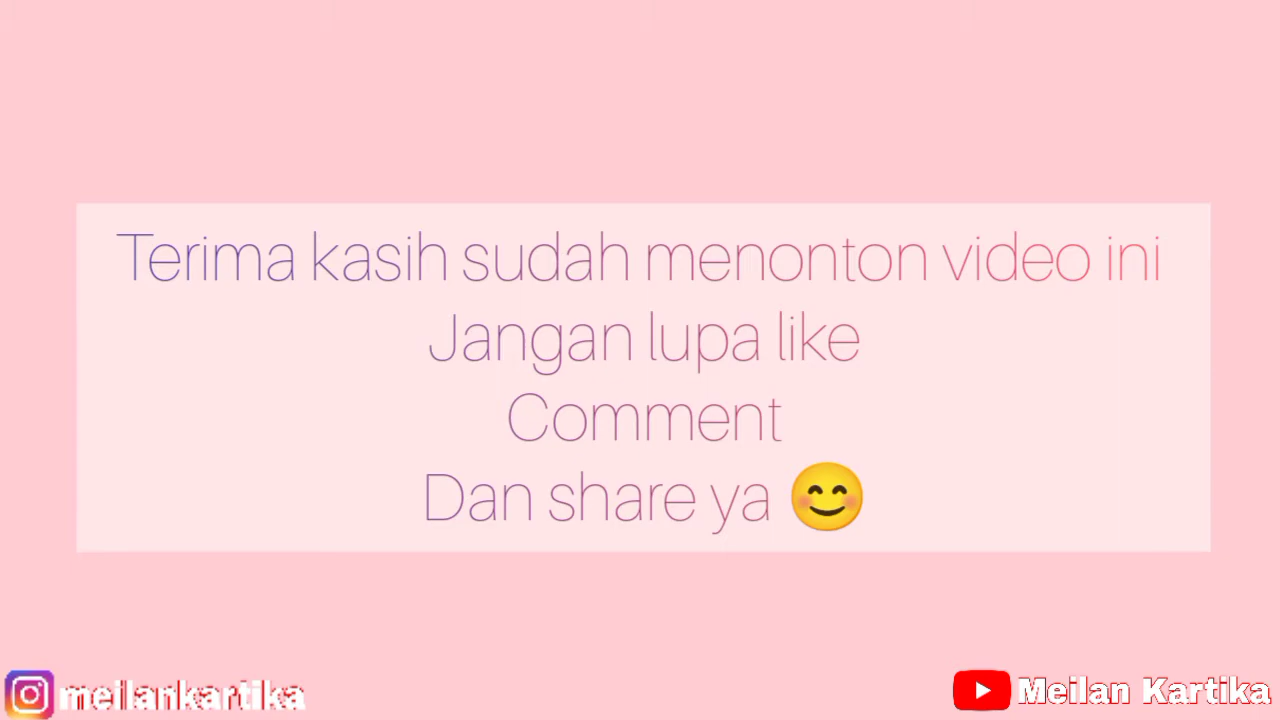 Terima kasih sudah menonton video ini
Jangan lupa like
Comment
Dan share ya 😊
meilankartika
Meilan Kartika